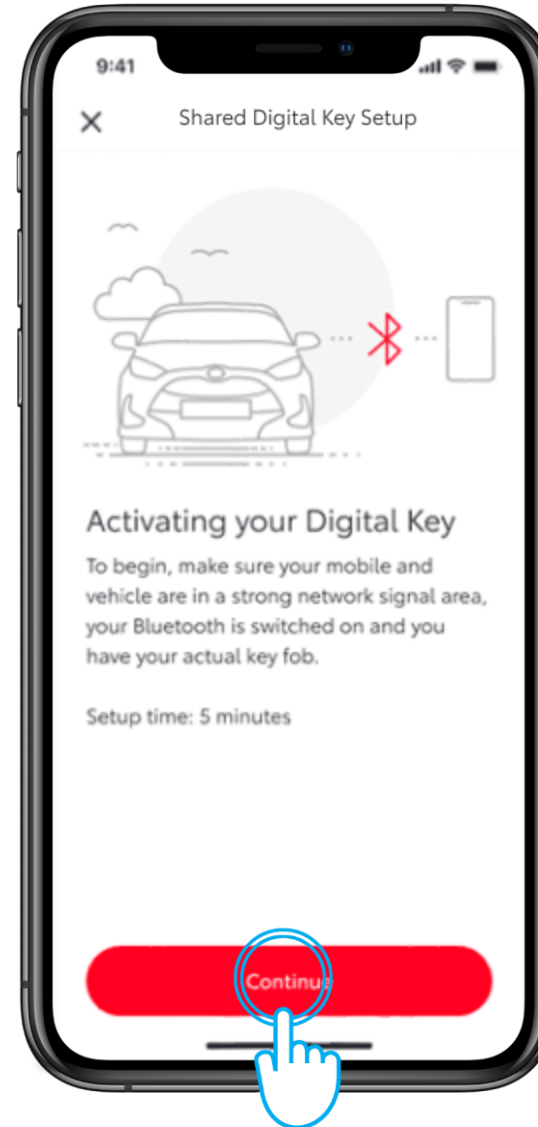 9:41
Shared Digital Key Setup
Activating your Digital Key
To begin, make sure your mobile and
vehicle are in a strong network signal area,
your Bluetooth is switched on and you
have your actual key fob.
Setup time: 5 minutes
Continue